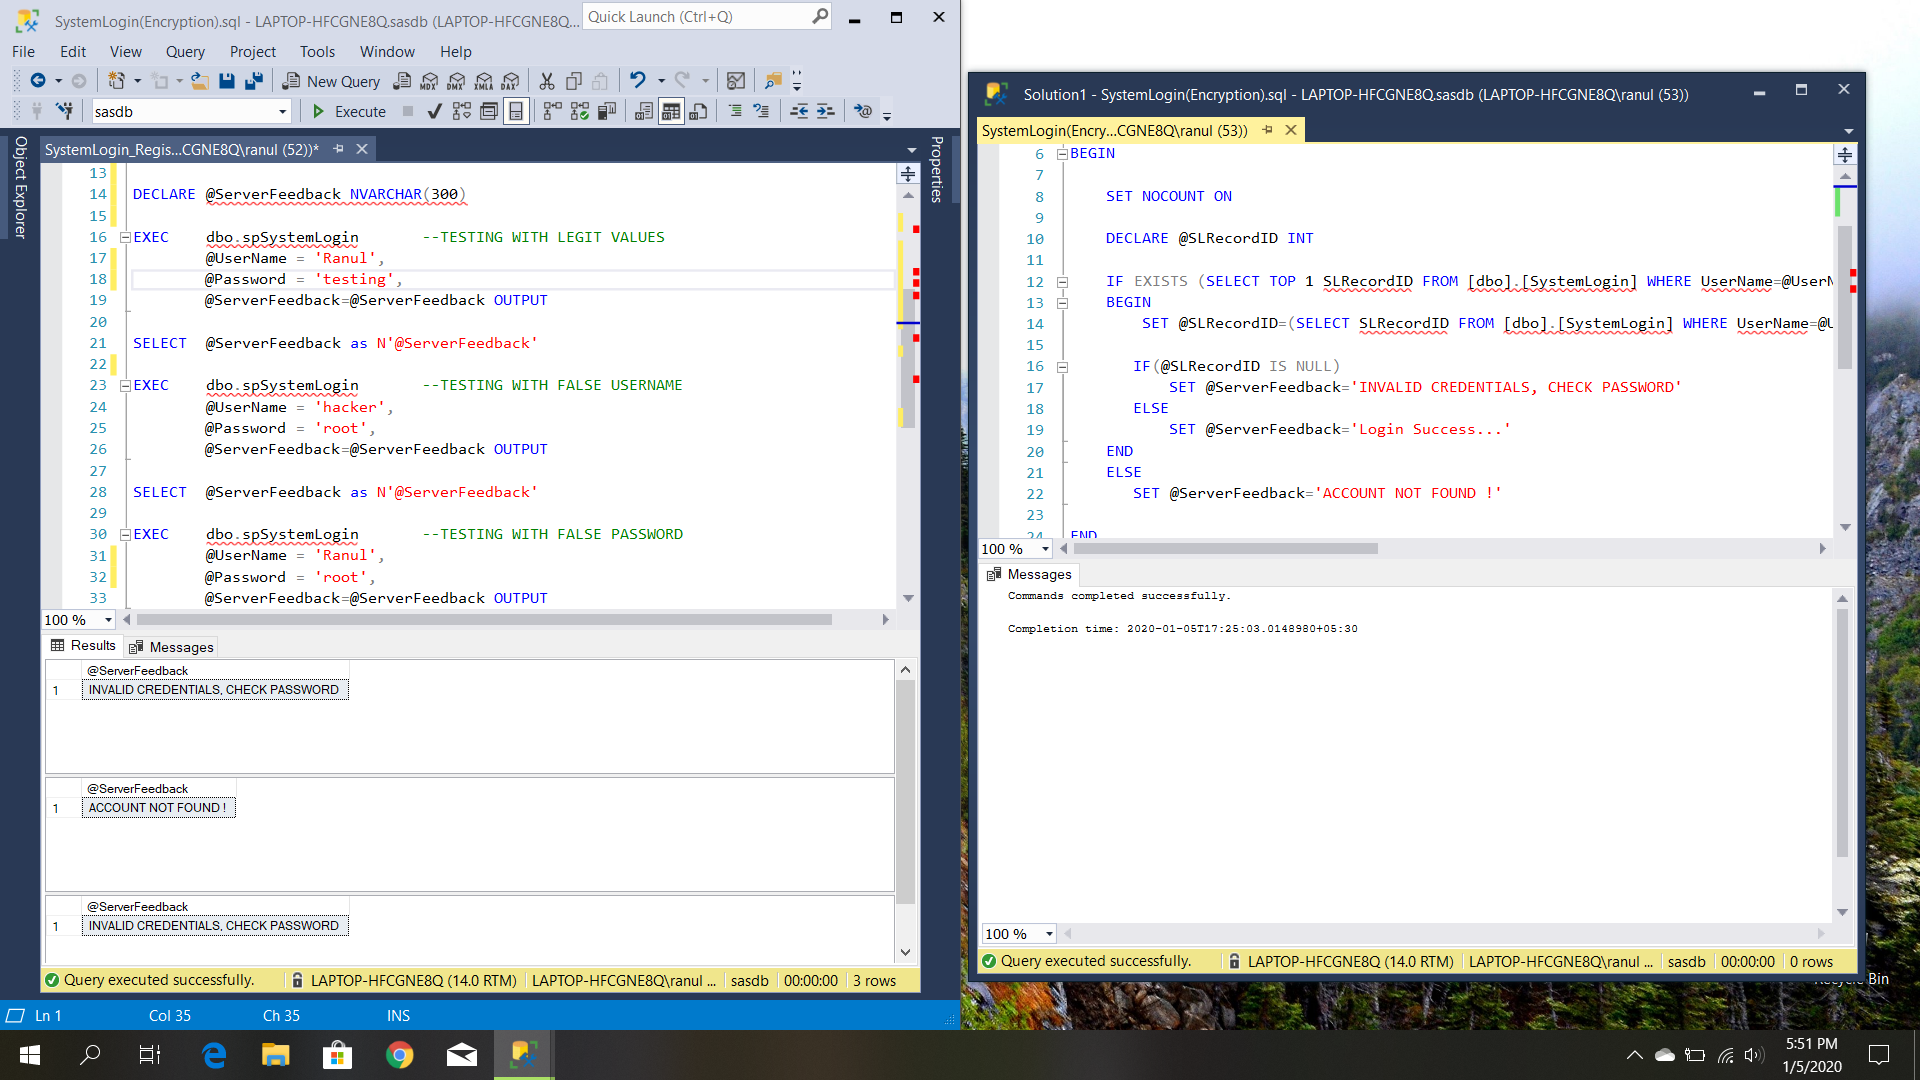 SystemLogin(Encryption).sql - LAPTOP-HFCGNE8Q.sasdb (LAPTOP-HFCGNE8Q...
Quick Launch (Ctrl+Q)
File Edit View Query Project Tools Window Help
New Query
MDX DMX XMLA DAX
sasdb
Execute
Object Explorer
SystemLogin_Regis...CGNE8Q\ranul (52))*
Properties
13
14 DECLARE @ServerFeedback NVARCHAR(300)
15
16 EXEC dbo.spSystemLogin --TESTING WITH LEGIT VALUES
17 @UserName = 'Ranul',
18 @Password = 'testing',
19 @ServerFeedback=@ServerFeedback OUTPUT
20
21 SELECT @ServerFeedback as N'@ServerFeedback'
22
23 EXEC dbo.spSystemLogin --TESTING WITH FALSE USERNAME
24 @UserName = 'hacker',
25 @Password = 'root',
26 @ServerFeedback=@ServerFeedback OUTPUT
27
28 SELECT @ServerFeedback as N'@ServerFeedback'
29
30 EXEC dbo.spSystemLogin --TESTING WITH FALSE PASSWORD
31 @UserName = 'Ranul',
32 @Password = 'root',
33 @ServerFeedback=@ServerFeedback OUTPUT
100 %
Results Messages
@ServerFeedback
1 INVALID CREDENTIALS, CHECK PASSWORD
@ServerFeedback
1 ACCOUNT NOT FOUND !
@ServerFeedback
1 INVALID CREDENTIALS, CHECK PASSWORD
Query executed successfully. LAPTOP-HFCGNE8Q (14.0 RTM) LAPTOP-HFCGNE8Q\ranul ... sasdb 00:00:00 3 rows
Ln 1 Col 35 Ch 35 INS
Solution1 - SystemLogin(Encryption).sql - LAPTOP-HFCGNE8Q.sasdb (LAPTOP-HFCGNE8Q\ranul (53))
SystemLogin(Encry...CGNE8Q\ranul (53))
6 BEGIN
7
8 SET NOCOUNT ON
9
10 DECLARE @SLRecordID INT
11
12 IF EXISTS (SELECT TOP 1 SLRecordID FROM [dbo].[SystemLogin] WHERE UserName=@UserN
13 BEGIN
14 SET @SLRecordID=(SELECT SLRecordID FROM [dbo].[SystemLogin] WHERE UserName=@U
15
16 IF(@SLRecordID IS NULL)
17 SET @ServerFeedback='INVALID CREDENTIALS, CHECK PASSWORD'
18 ELSE
19 SET @ServerFeedback='Login Success...'
20 END
21 ELSE
22 SET @ServerFeedback='ACCOUNT NOT FOUND !'
23
24 END
100 %
Messages
Commands completed successfully.
Completion time: 2020-01-05T17:25:03.0148980+05:30
100 %
Query executed successfully. LAPTOP-HFCGNE8Q (14.0 RTM) LAPTOP-HFCGNE8Q\ranul ... sasdb 00:00:00 0 rows
Recycle Bin
5:51 PM
1/5/2020